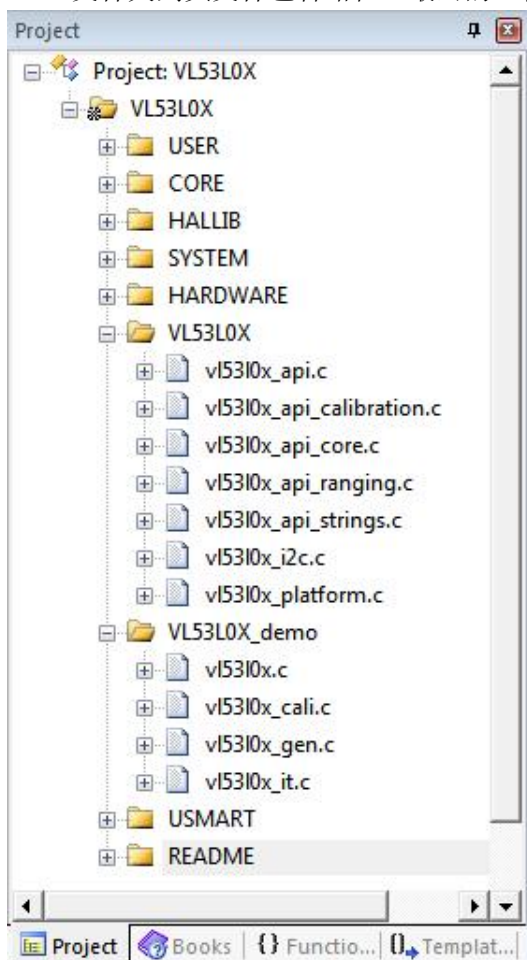 Project
Project: VL53L0X
VL53L0X
USER
CORE
HALLIB
SYSTEM
HARDWARE
VL53L0X
vl53l0x_api.c
vl53l0x_api_calibration.c
vl53l0x_api_core.c
vl53l0x_api_ranging.c
vl53l0x_api_strings.c
vl53l0x_i2c.c
vl53l0x_platform.c
VL53L0X_demo
vl53l0x.c
vl53l0x_cali.c
vl53l0x_gen.c
vl53l0x_it.c
USMART
README
Project Books {} Functio... 0 Templat...